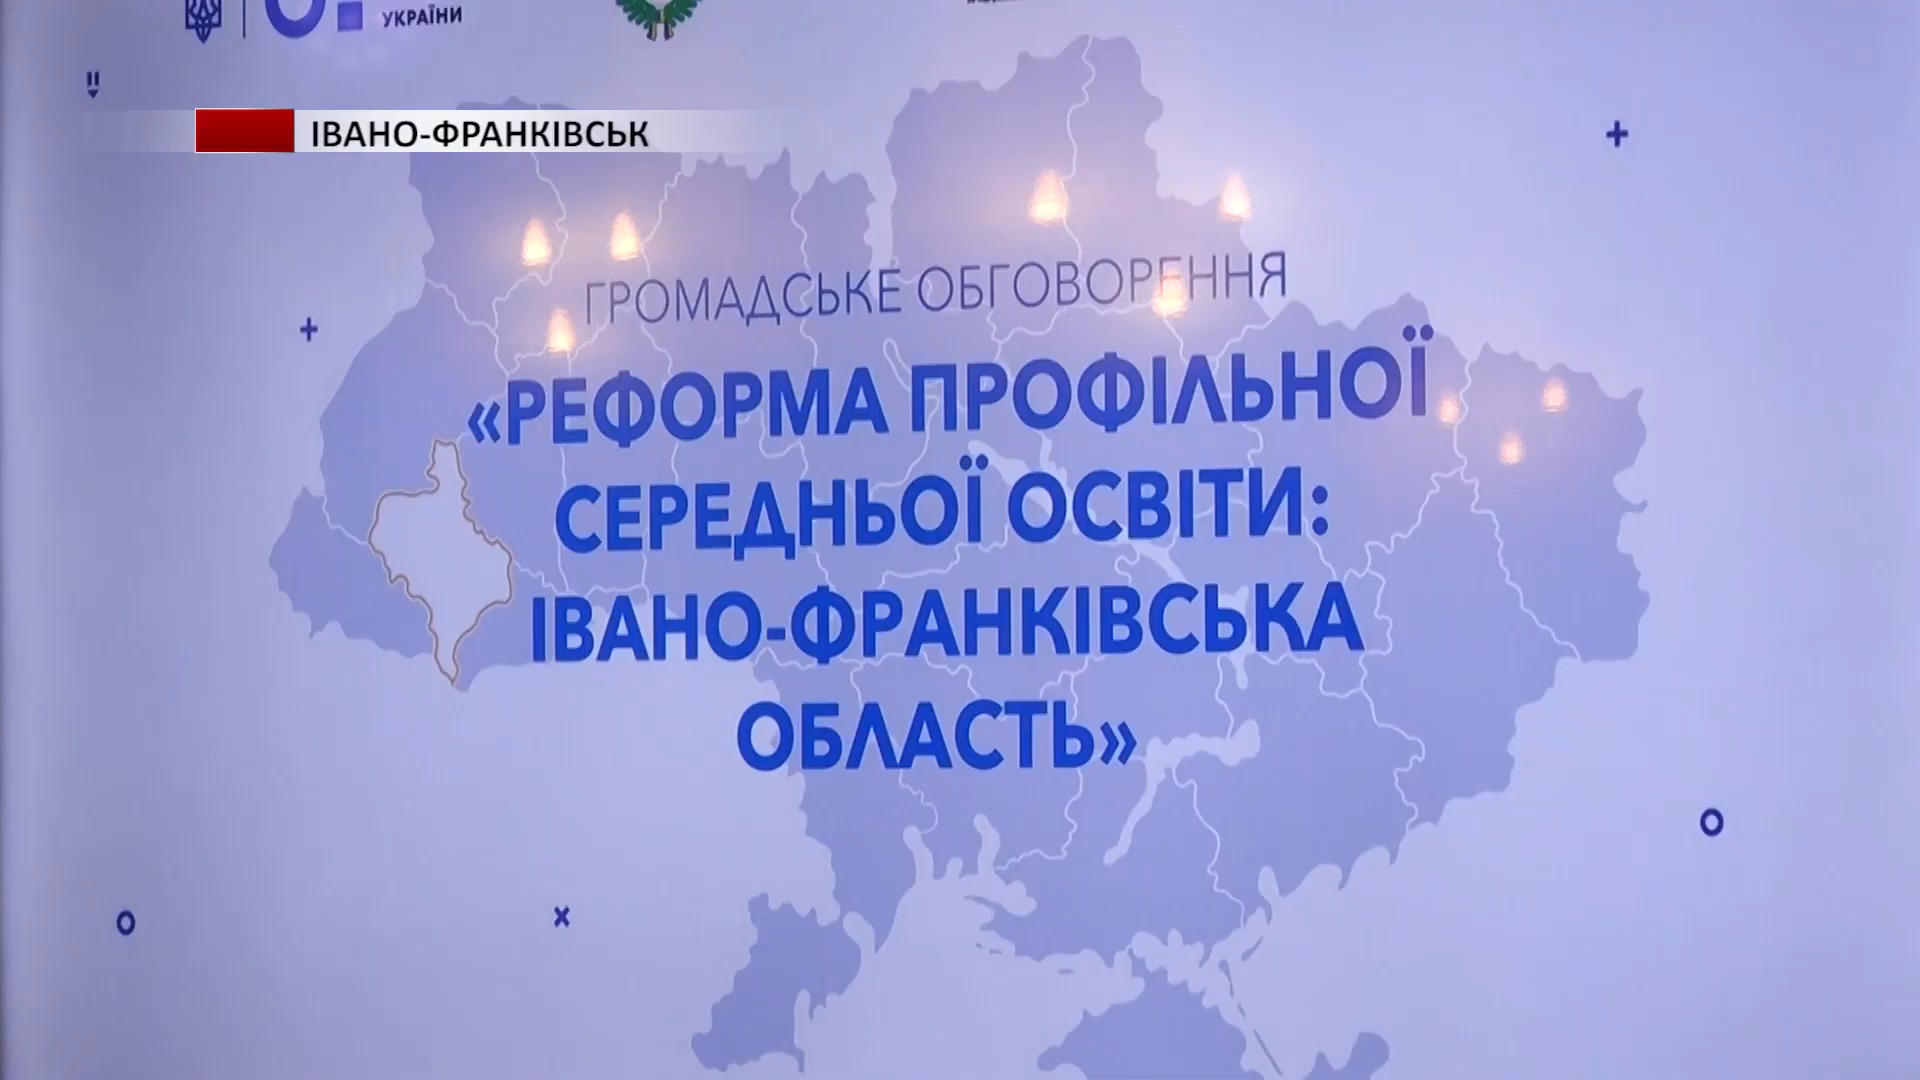 УКРАЇНИ
ІВАНО-ФРАНКІВСЬК
ГРОМАДСЬКЕ ОБГОВОРЕННЯ
«РЕФОРМА ПРОФІЛЬНОЇ
СЕРЕДНЬОЇ ОСВІТИ:
ІВАНО-ФРАНКІВСЬКА
ОБЛАСТЬ»